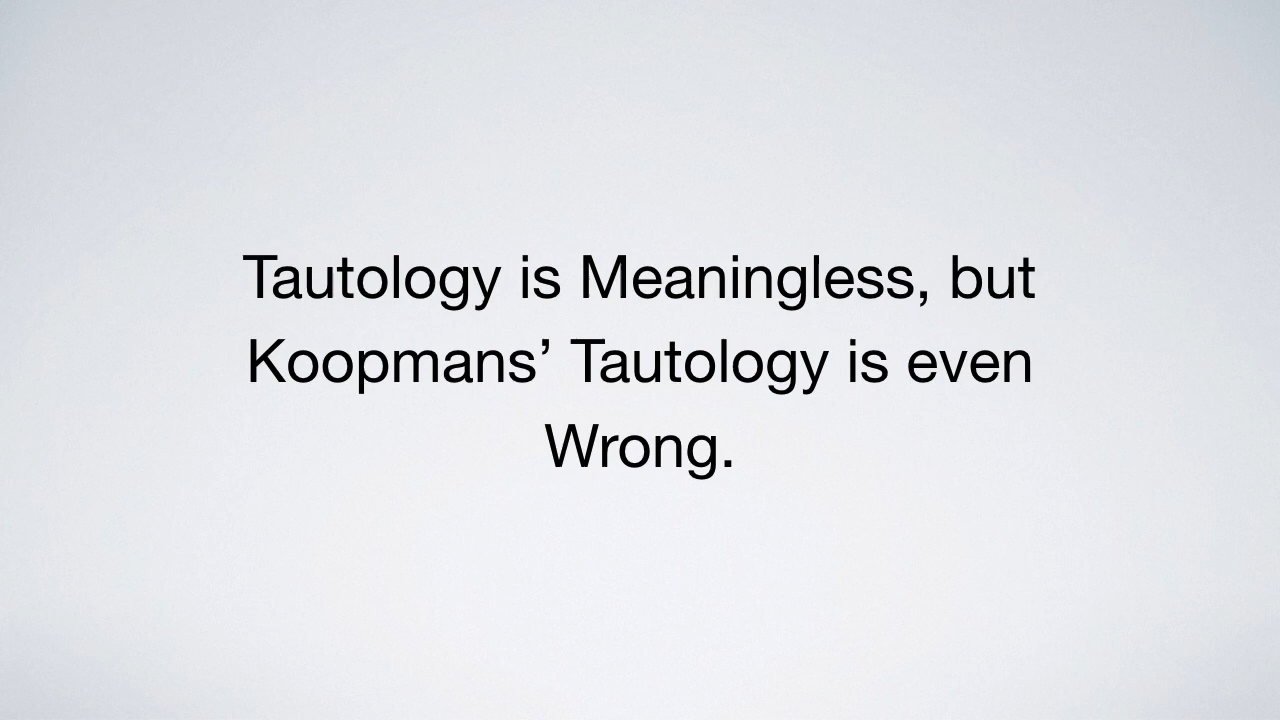 Tautology is Meaningless, but
Koopmans’ Tautology is even
Wrong.